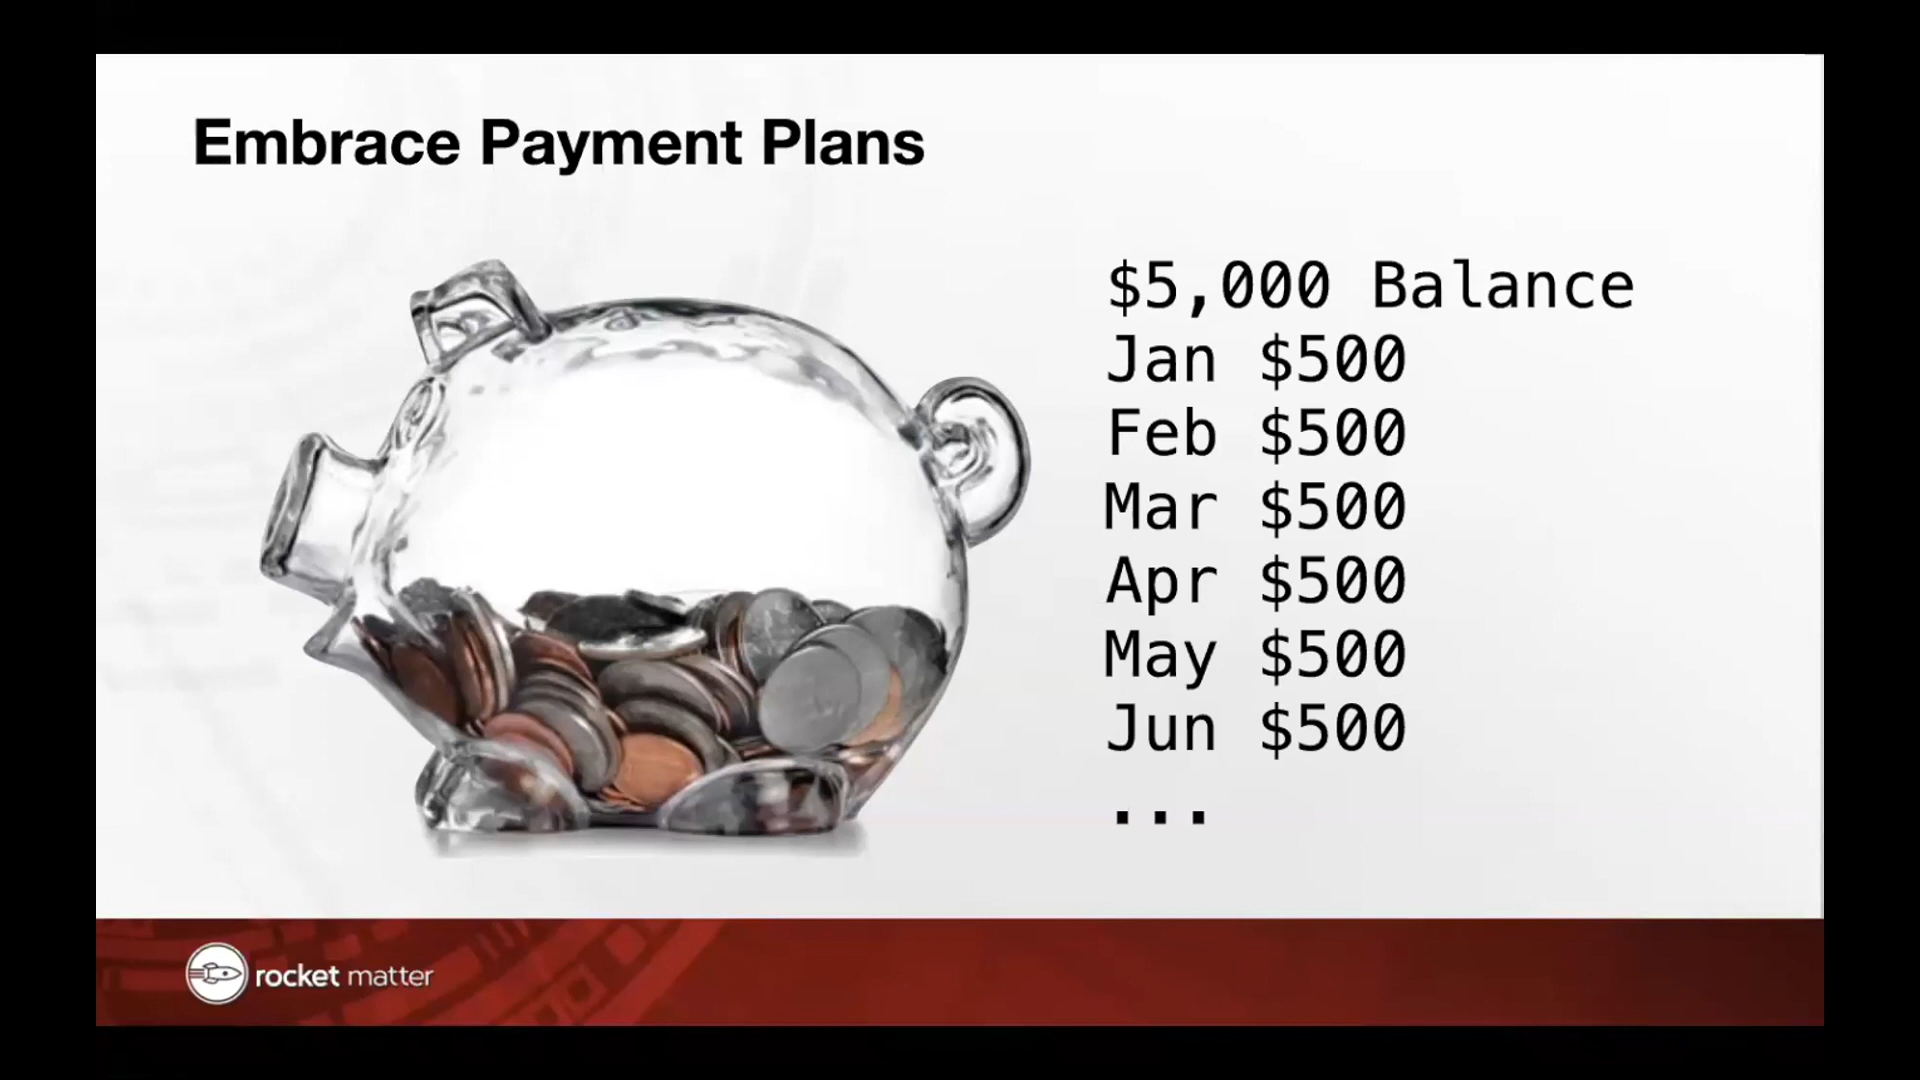 Embrace Payment Plans
$5,000 Balance
Jan $500
Feb $500
Mar $500
Apr $500
May $500
Jun $500
...
rocket matter